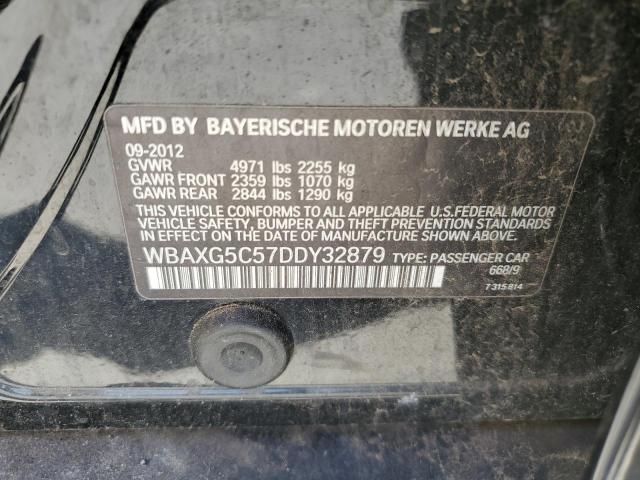 MFD BY BAYERISCHE MOTOREN WERKE AG
09-2012
GVWR 4971 lbs 2255 kg
GAWR FRONT 2359 lbs 1070 kg
GAWR REAR 2844 lbs 1290 kg
THIS VEHICLE CONFORMS TO ALL APPLICABLE U.S.FEDERAL MOTOR
VEHICLE SAFETY, BUMPER, AND THEFT PREVENTION STANDARDS
IN EFFECT ON THE DATE OF MANUFACTURE SHOWN ABOVE.
WBAXG5C57DDY32879 TYPE: PASSENGER CAR
668/9
7315814